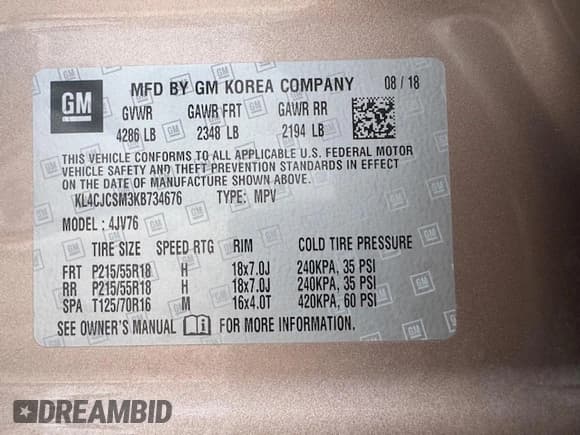 GM
MFD BY GM KOREA COMPANY 08 / 18
GVWR GAWR FRT GAWR RR
4286 LB 2348 LB 2194 LB
THIS VEHICLE CONFORMS TO ALL APPLICABLE U.S. FEDERAL MOTOR
VEHICLE SAFETY AND THEFT PREVENTION STANDARDS IN EFFECT
ON THE DATE OF MANUFACTURE SHOWN ABOVE.
KL4CJCSM3KB734676 TYPE: MPV
MODEL : 4JV76
TIRE SIZE SPEED RTG RIM COLD TIRE PRESSURE
FRT P215/55R18 H 18x7.0J 240KPA, 35 PSI
RR P215/55R18 H 18x7.0J 240KPA, 35 PSI
SPA T125/70R16 M 16x4.0T 420KPA, 60 PSI
SEE OWNER'S MANUAL FOR MORE INFORMATION.
DREAMBID